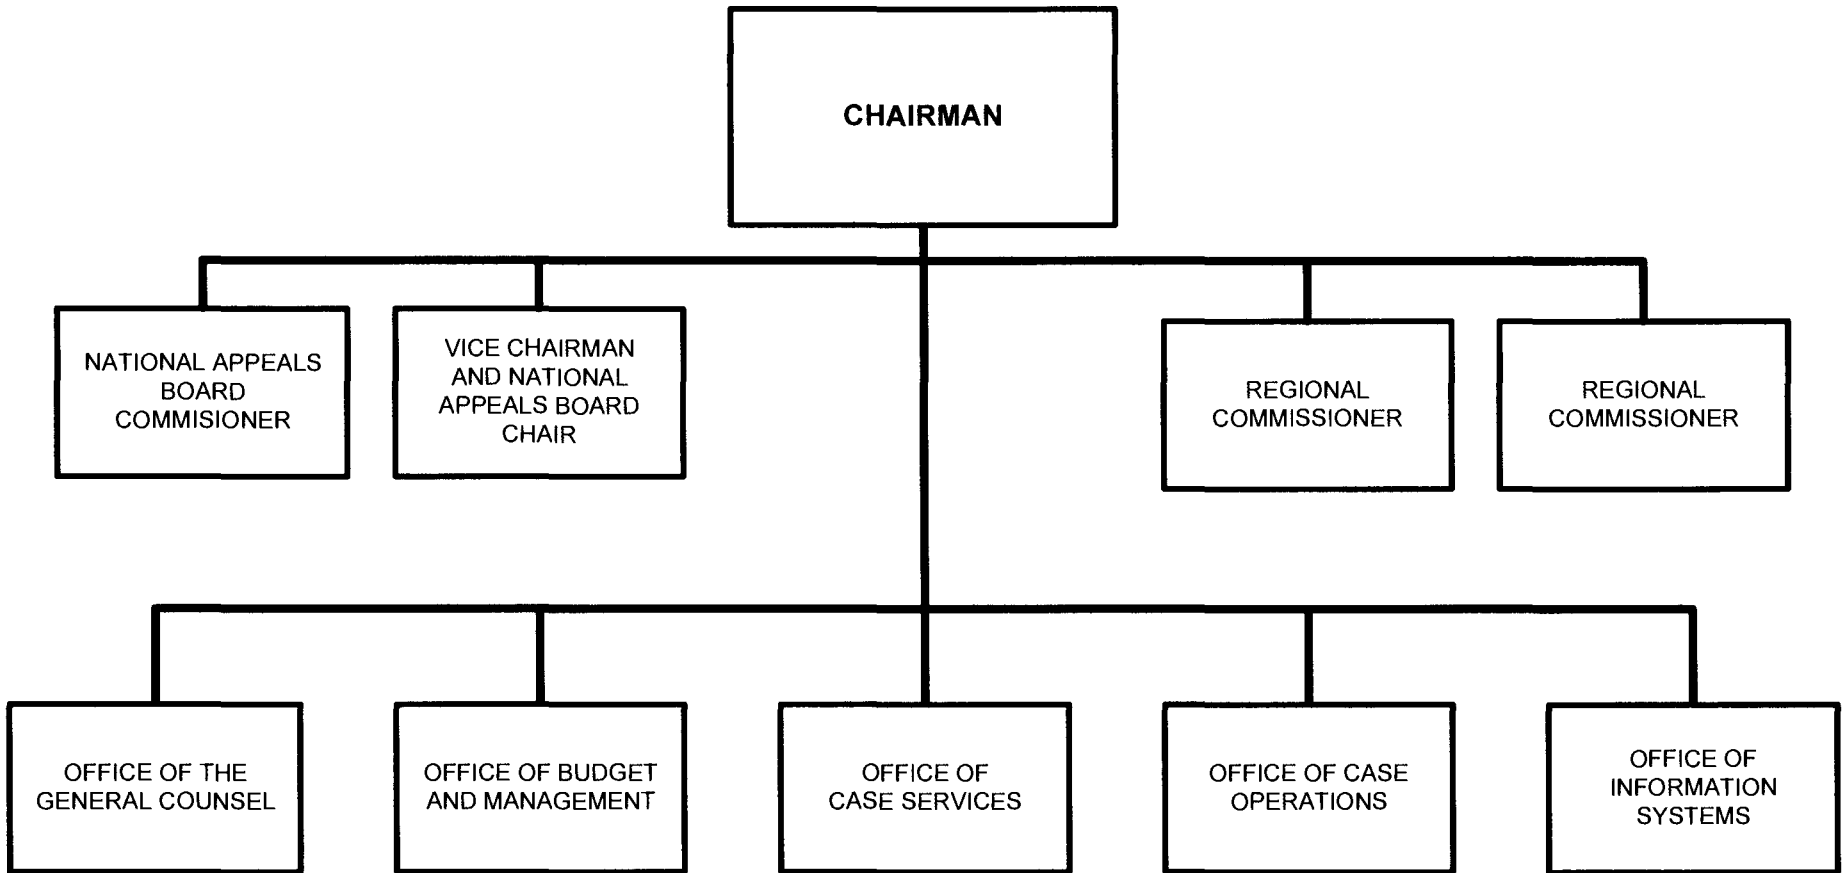 CHAIRMAN
NATIONAL APPEALS
BOARD
COMMISIONER
VICE CHAIRMAN
AND NATIONAL
APPEALS BOARD
CHAIR
REGIONAL
COMMISSIONER
REGIONAL
COMMISSIONER
OFFICE OF THE
GENERAL COUNSEL
OFFICE OF BUDGET
AND MANAGEMENT
OFFICE OF
CASE SERVICES
OFFICE OF CASE
OPERATIONS
OFFICE OF
INFORMATION
SYSTEMS